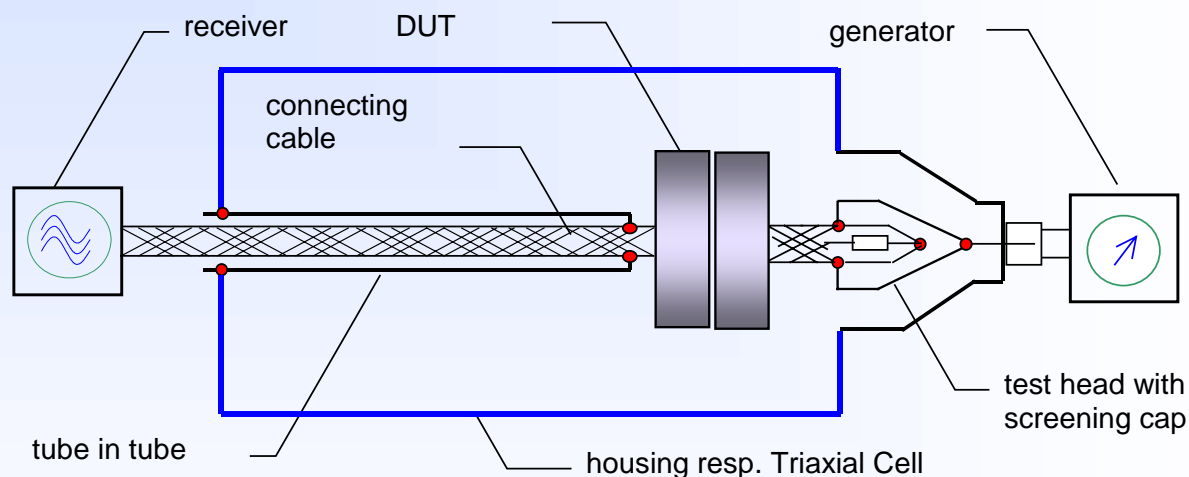 receiver
DUT
generator
connecting
cable
test head with
screening cap
tube in tube
housing resp. Triaxial Cell